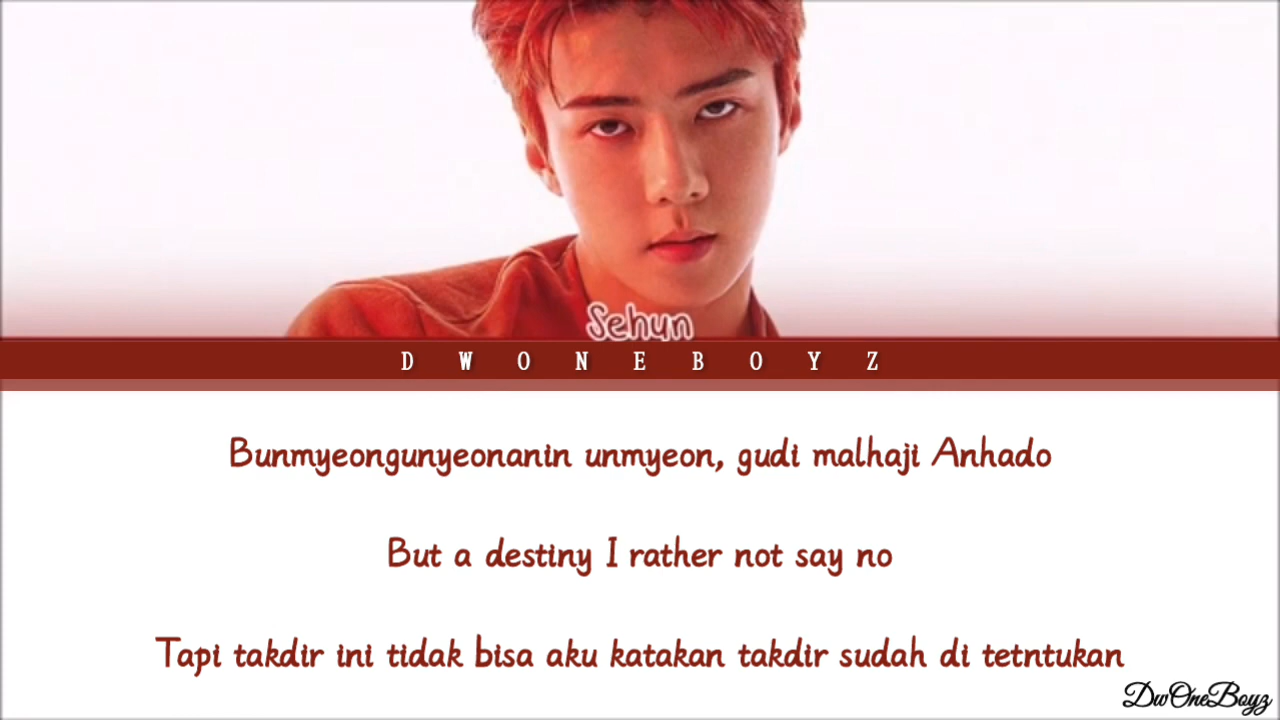 Sehun
DWONEBOYZ
Bunmyeongunyeonanin unmyeon, gudi malhaji Anhado
But a destiny I rather not say no
Tapi takdir ini tidak bisa aku katakan takdir sudah di tetntukan
DwOneBoyz